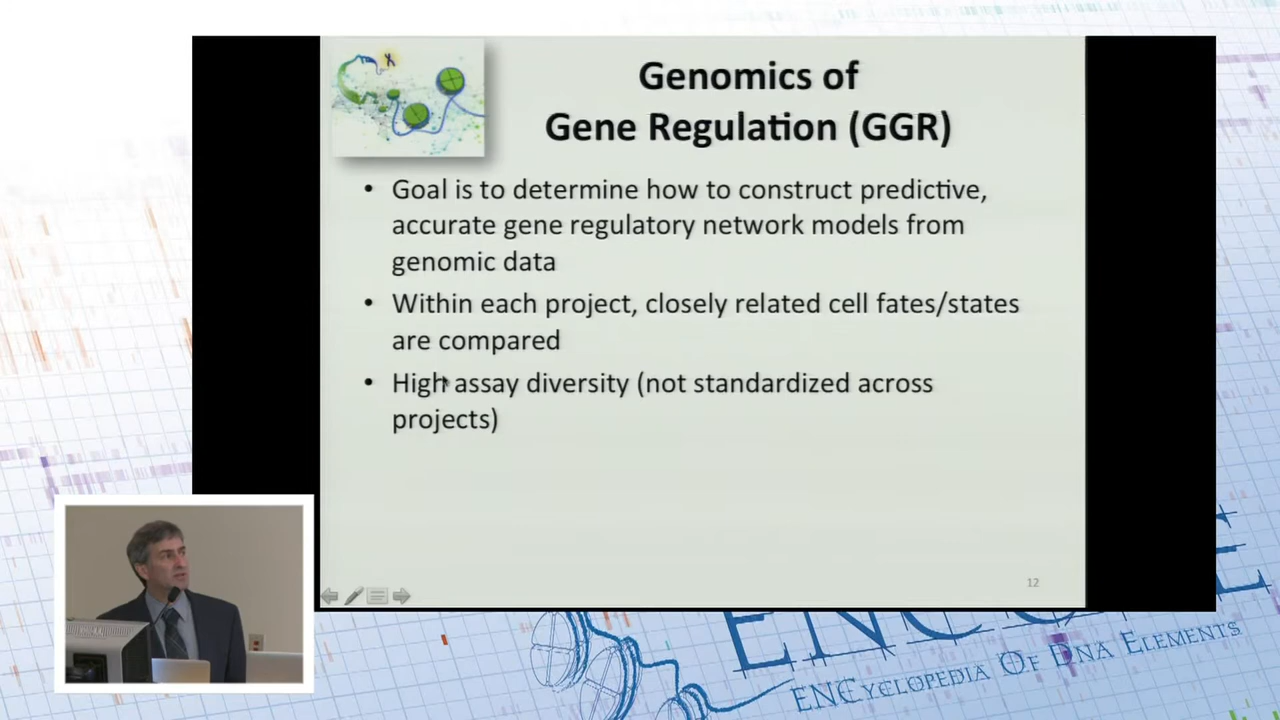 Genomics of
Gene Regulation (GGR)
• Goal is to determine how to construct predictive,
accurate gene regulatory network models from
genomic data
• Within each project, closely related cell fates/states
are compared
• High assay diversity (not standardized across
projects)
12
ENCODE
ENCYCLOPEDIA OF DNA ELEMENTS